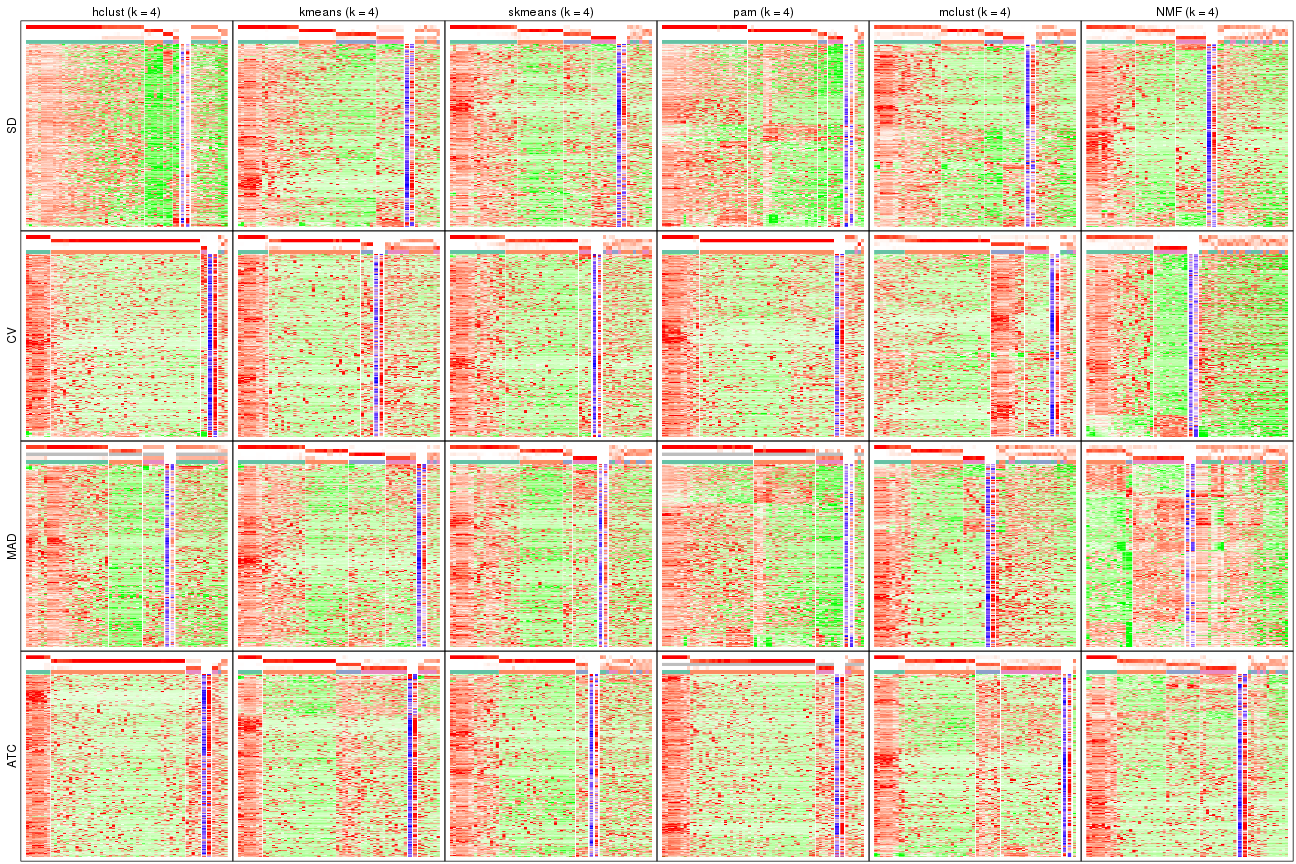 hclust (k = 4) kmeans (k = 4) skmeans (k = 4) pam (k = 4) mclust (k = 4) NMF (k = 4)
SD
CV
MAD
ATC